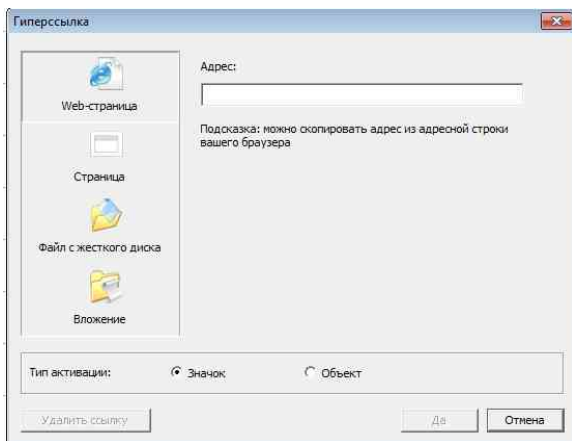 Гиперссылка
Web-страница
Страница
Файл с жесткого диска
Вложение
Адрес:
Подсказка: можно скопировать адрес из адресной строки
вашего браузера
Тип активации:
Значок
Объект
Удалить ссылку
Да
Отмена